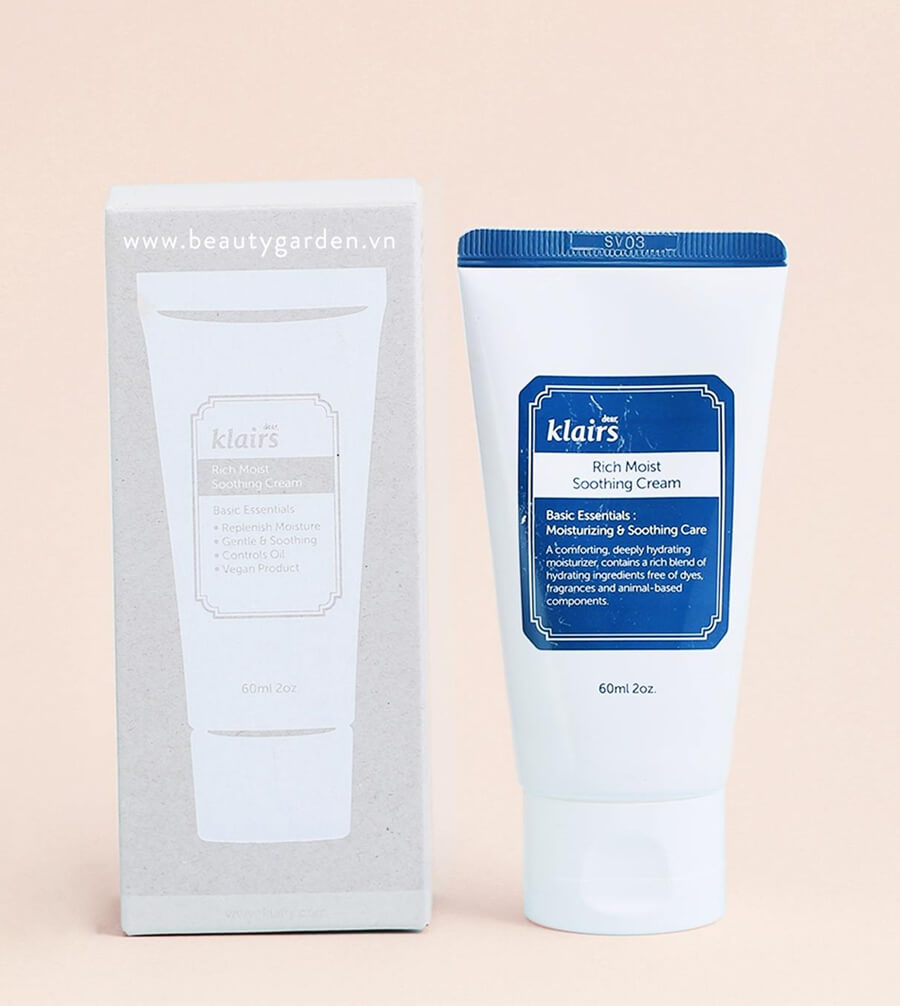 www.beautygarden.vn
dear,
klairs
Rich Moist
Soothing Cream
Basic Essentials
• Replenish Moisture
• Gentle & Soothing
• Controls Oil
• Vegan Product
60ml 2oz.
SV03
dear,
klairs
Rich Moist
Soothing Cream
Basic Essentials :
Moisturizing & Soothing Care
A comforting, deeply hydrating
moisturizer, contains a rich blend of
hydrating ingredients free of dyes,
fragrances and animal-based
components.
60ml 2oz.